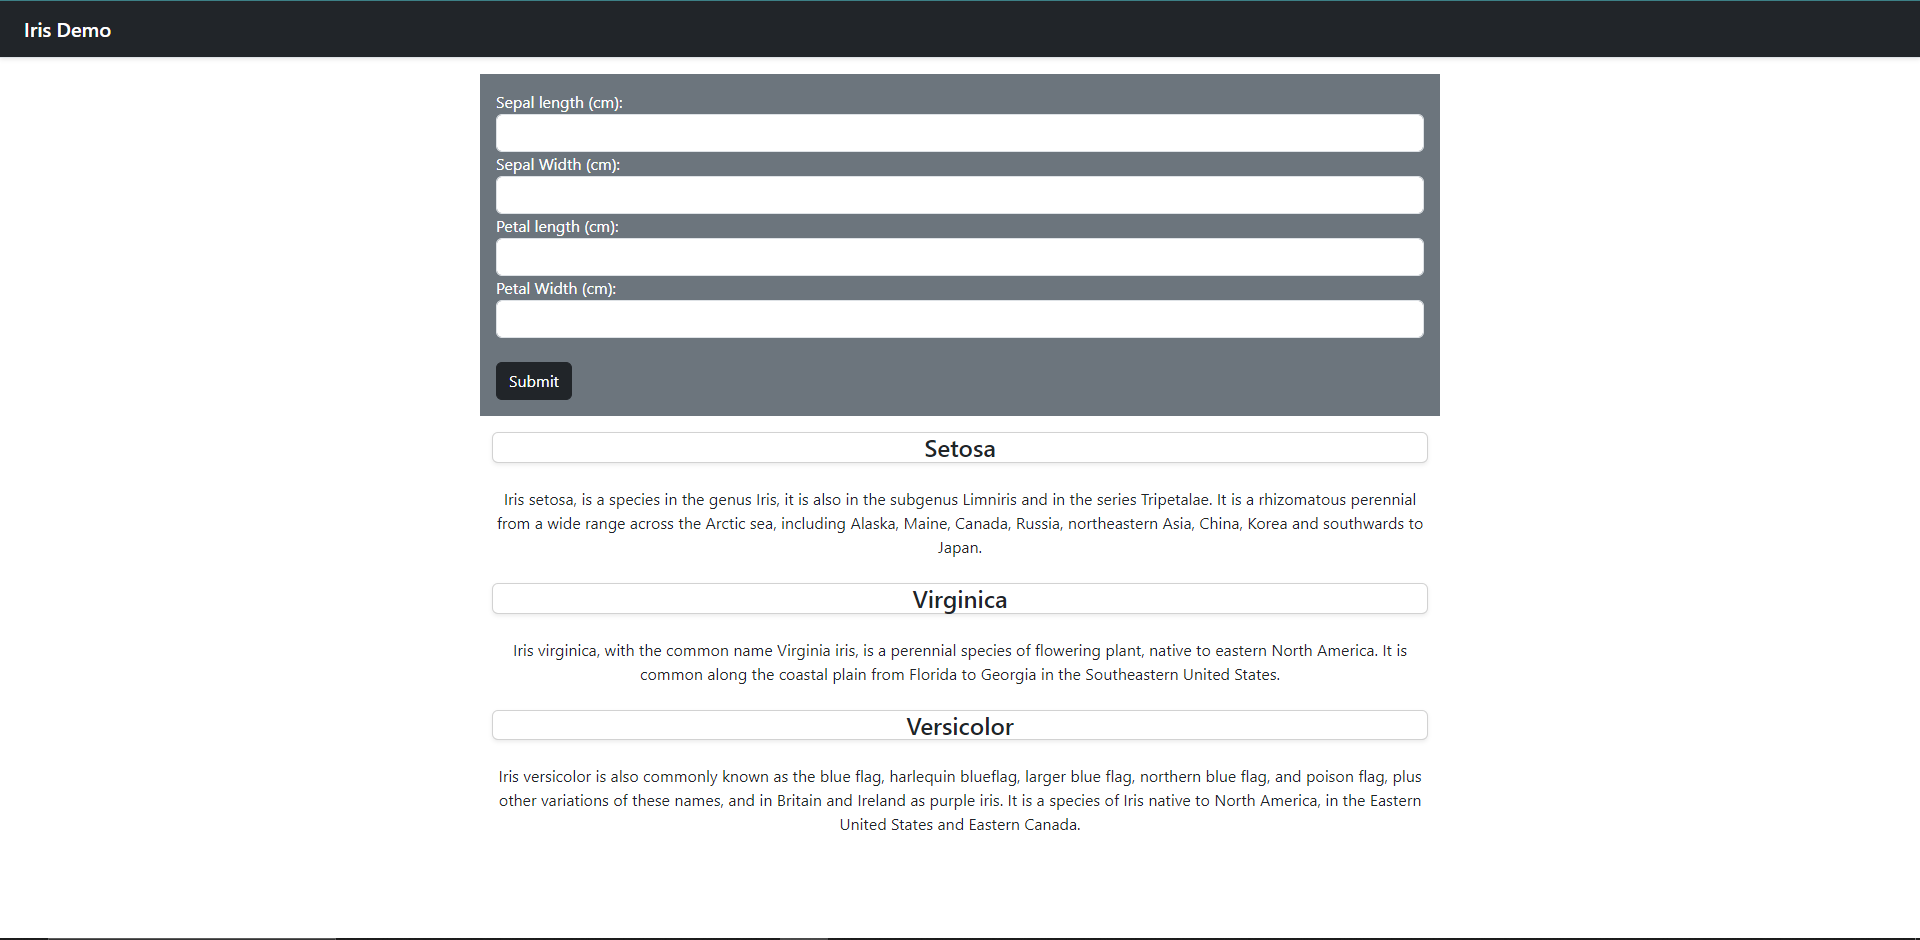 Iris Demo
Sepal length (cm):
Sepal Width (cm):
Petal length (cm):
Petal Width (cm):
Submit
Setosa
Iris setosa, is a species in the genus Iris, it is also in the subgenus Limniris and in the series Tripetalae. It is a rhizomatous perennial
from a wide range across the Arctic sea, including Alaska, Maine, Canada, Russia, northeastern Asia, China, Korea and southwards to
Japan.
Virginica
Iris virginica, with the common name Virginia iris, is a perennial species of flowering plant, native to eastern North America. It is
common along the coastal plain from Florida to Georgia in the Southeastern United States.
Versicolor
Iris versicolor is also commonly known as the blue flag, harlequin blueflag, larger blue flag, northern blue flag, and poison flag, plus
other variations of these names, and in Britain and Ireland as purple iris. It is a species of Iris native to North America, in the Eastern
United States and Eastern Canada.